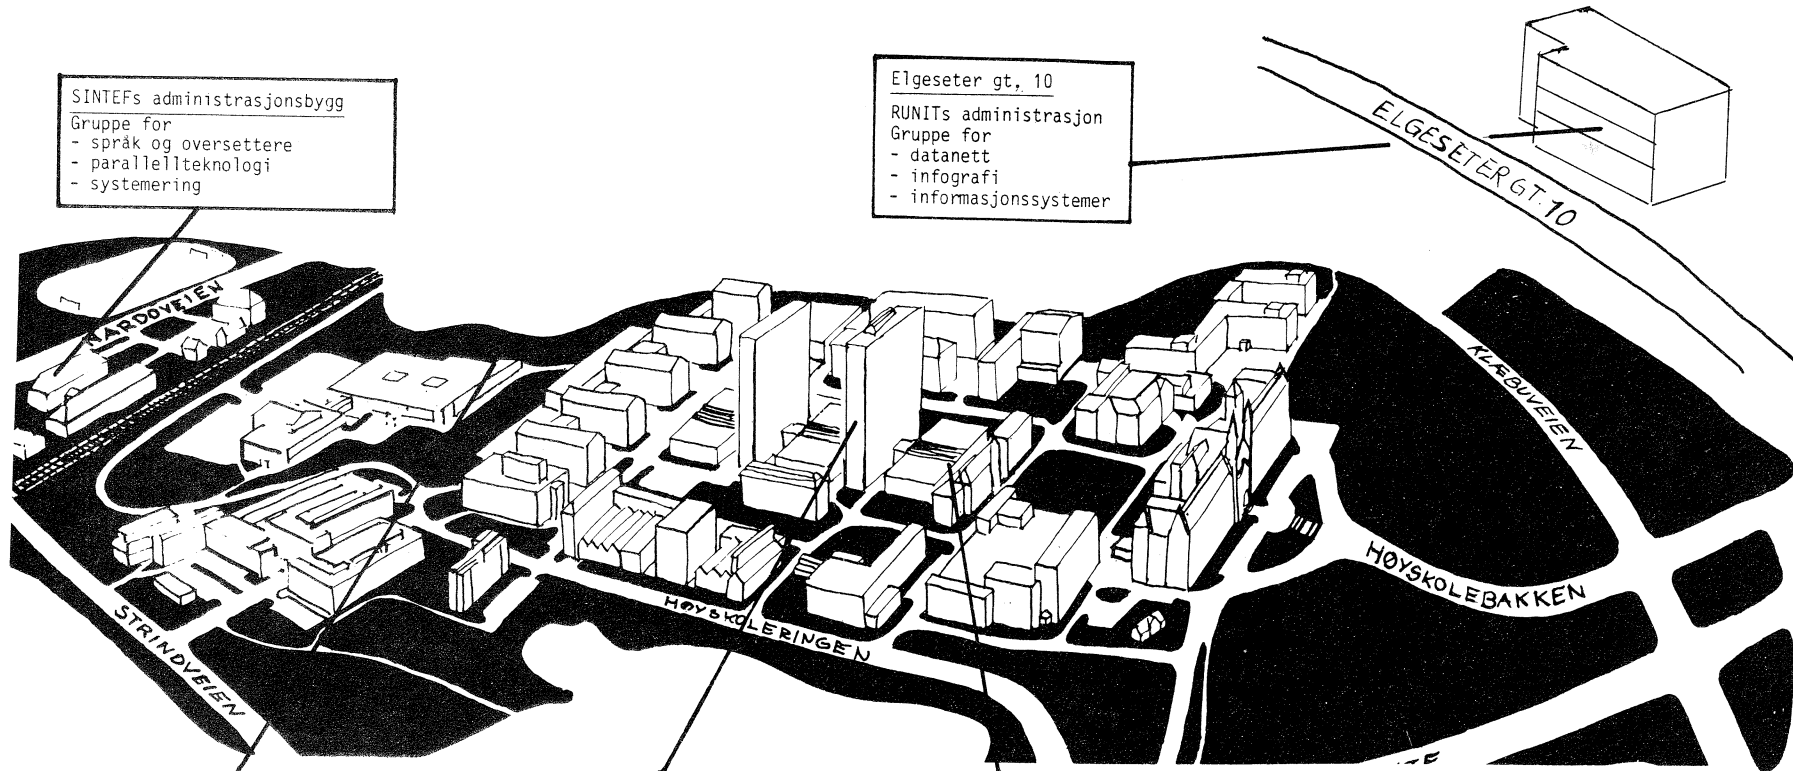 SINTEFs administrasjonsbygg
Gruppe for
- språk og oversettere
- parallellteknologi
- systemering
Elgeseter gt. 10
RUNITs administrasjon
Gruppe for
- datanett
- infografi
- informasjonssystemer
ELGESETER GT. 10
NARDOVEIEN
KLÆBUVEIEN
HØYSKOLEBAKKEN
HØYSKOLERINGEN
STRINDVEIEN